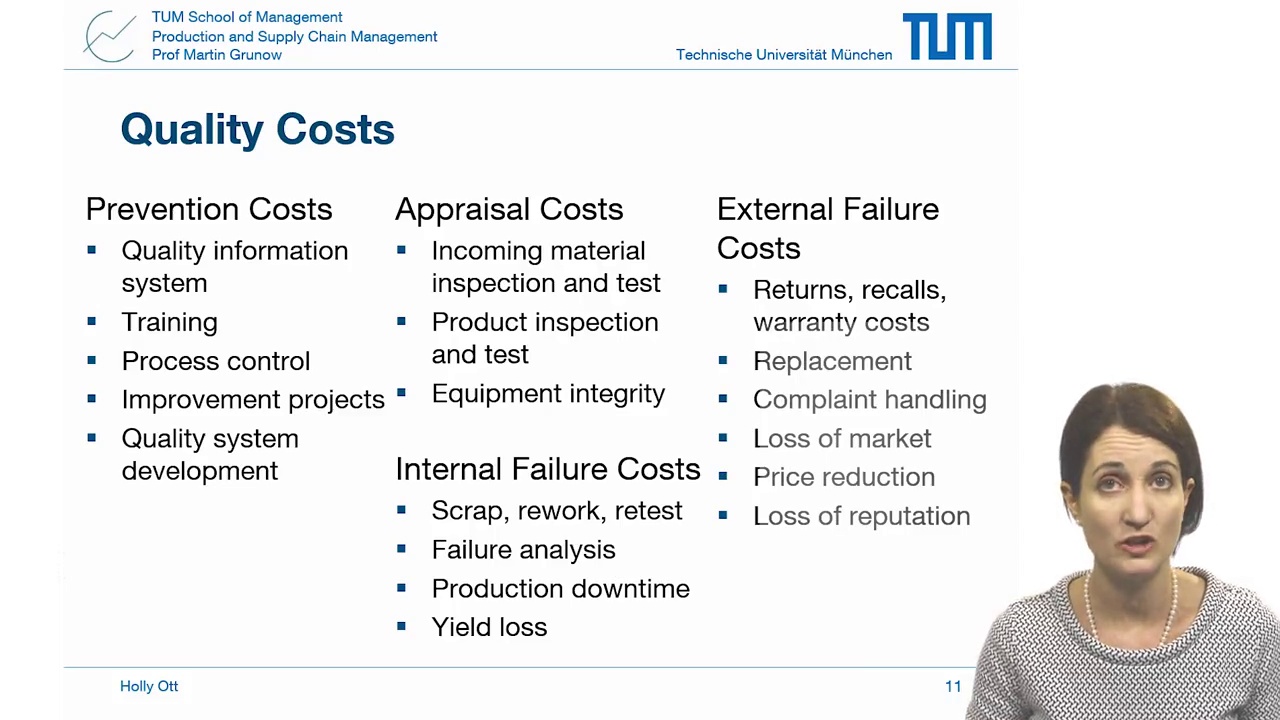 TUM School of Management
Production and Supply Chain Management
Prof Martin Grunow
Technische Universität München
TUM
Quality Costs
Prevention Costs
▪ Quality information
system
▪ Training
▪ Process control
▪ Improvement projects
▪ Quality system
development
Appraisal Costs
▪ Incoming material
inspection and test
▪ Product inspection
and test
▪ Equipment integrity
Internal Failure Costs
▪ Scrap, rework, retest
▪ Failure analysis
▪ Production downtime
▪ Yield loss
External Failure
Costs
▪ Returns, recalls,
warranty costs
▪ Replacement
▪ Complaint handling
▪ Loss of market
▪ Price reduction
▪ Loss of reputation
Holly Ott
11